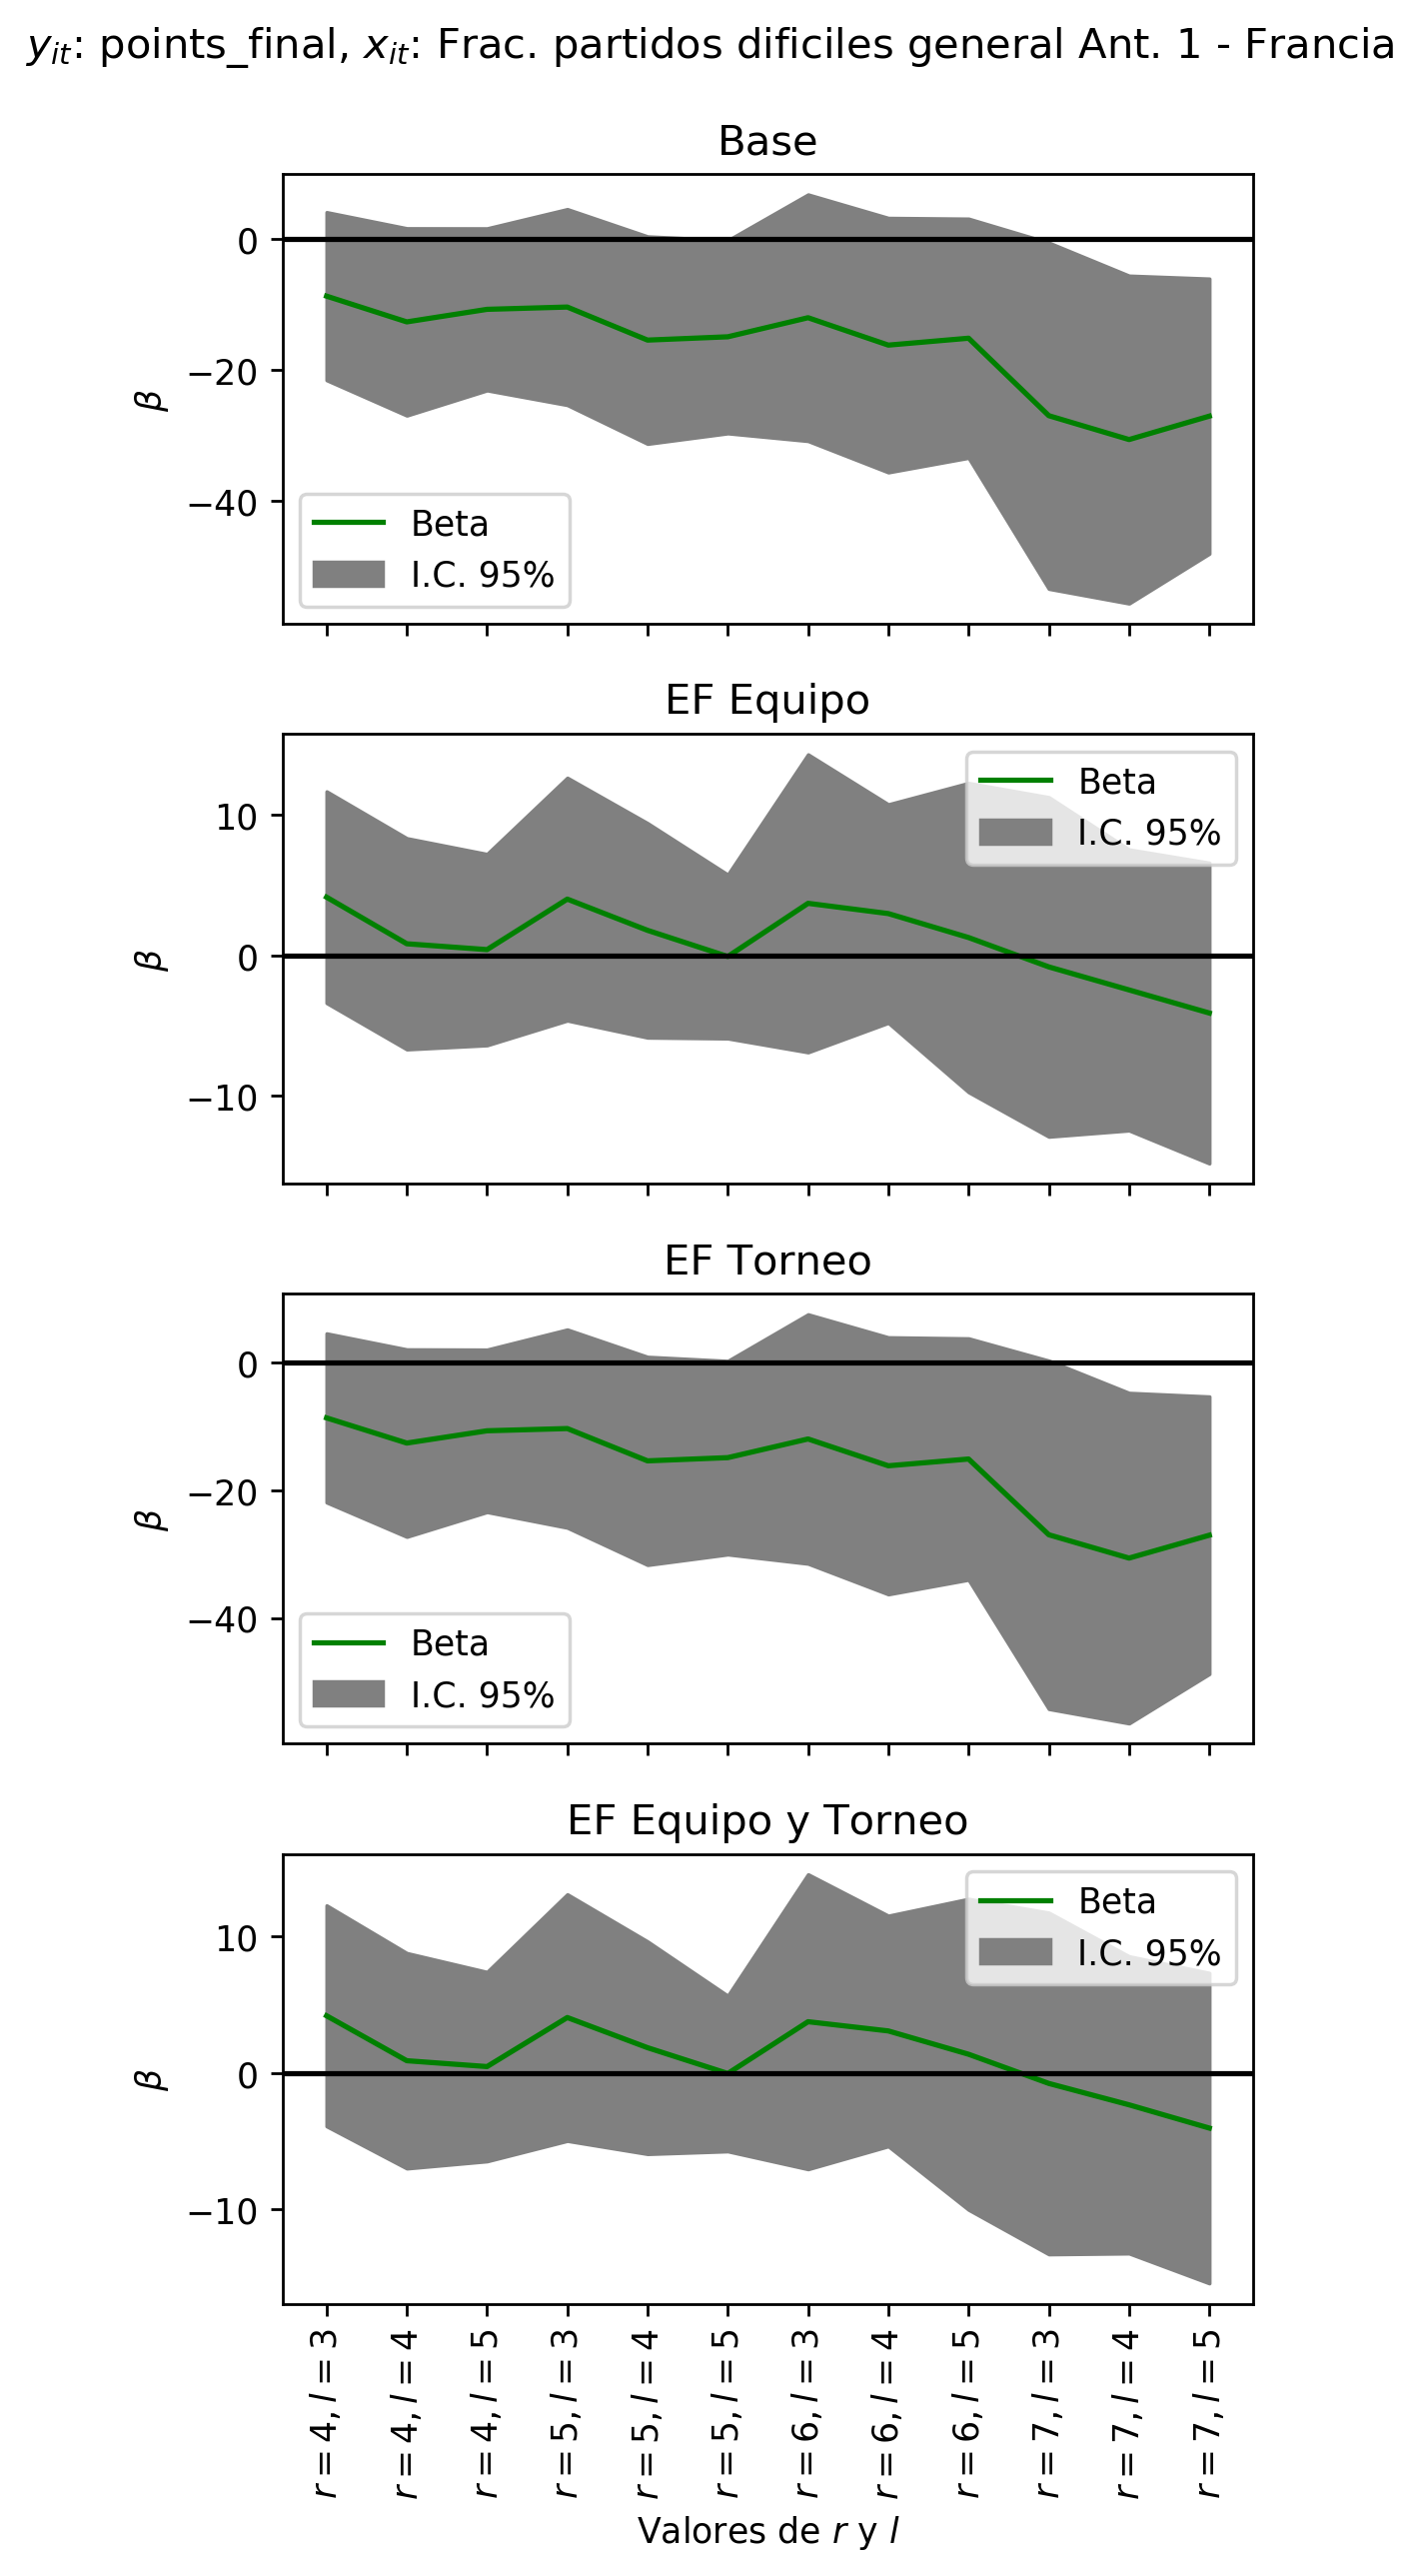 y_it: points_final, x_it: Frac. partidos dificiles general Ant. 1 - Francia
Base
0
−20
−40
β
Beta
I.C. 95%
EF Equipo
10
0
−10
β
Beta
I.C. 95%
EF Torneo
0
−20
−40
β
Beta
I.C. 95%
EF Equipo y Torneo
10
0
−10
β
Beta
I.C. 95%
r = 4, l = 3
r = 4, l = 4
r = 4, l = 5
r = 5, l = 3
r = 5, l = 4
r = 5, l = 5
r = 6, l = 3
r = 6, l = 4
r = 6, l = 5
r = 7, l = 3
r = 7, l = 4
r = 7, l = 5
Valores de r y l